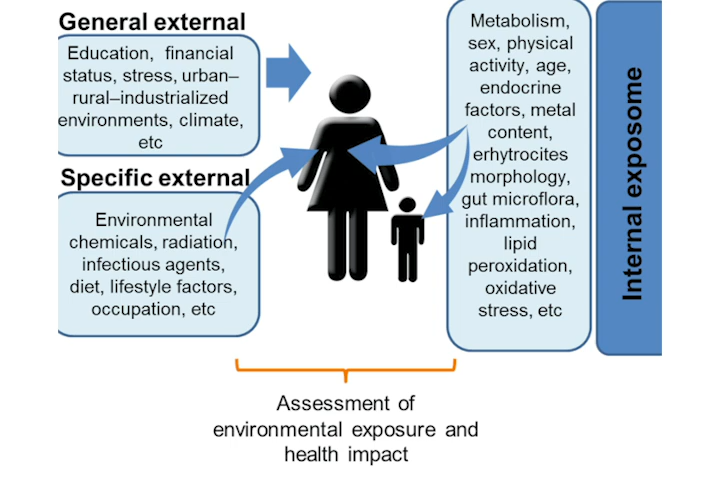 General external
Education, financial
status, stress, urban–
rural–industrialized
environments, climate,
etc
Specific external
Environmental
chemicals, radiation,
infectious agents,
diet, lifestyle factors,
occupation, etc
Metabolism,
sex, physical
activity, age,
endocrine
factors, metal
content,
erhytrocites
morphology,
gut microflora,
inflammation,
lipid
peroxidation,
oxidative
stress, etc
Internal exposome
Assessment of
environmental exposure and
health impact